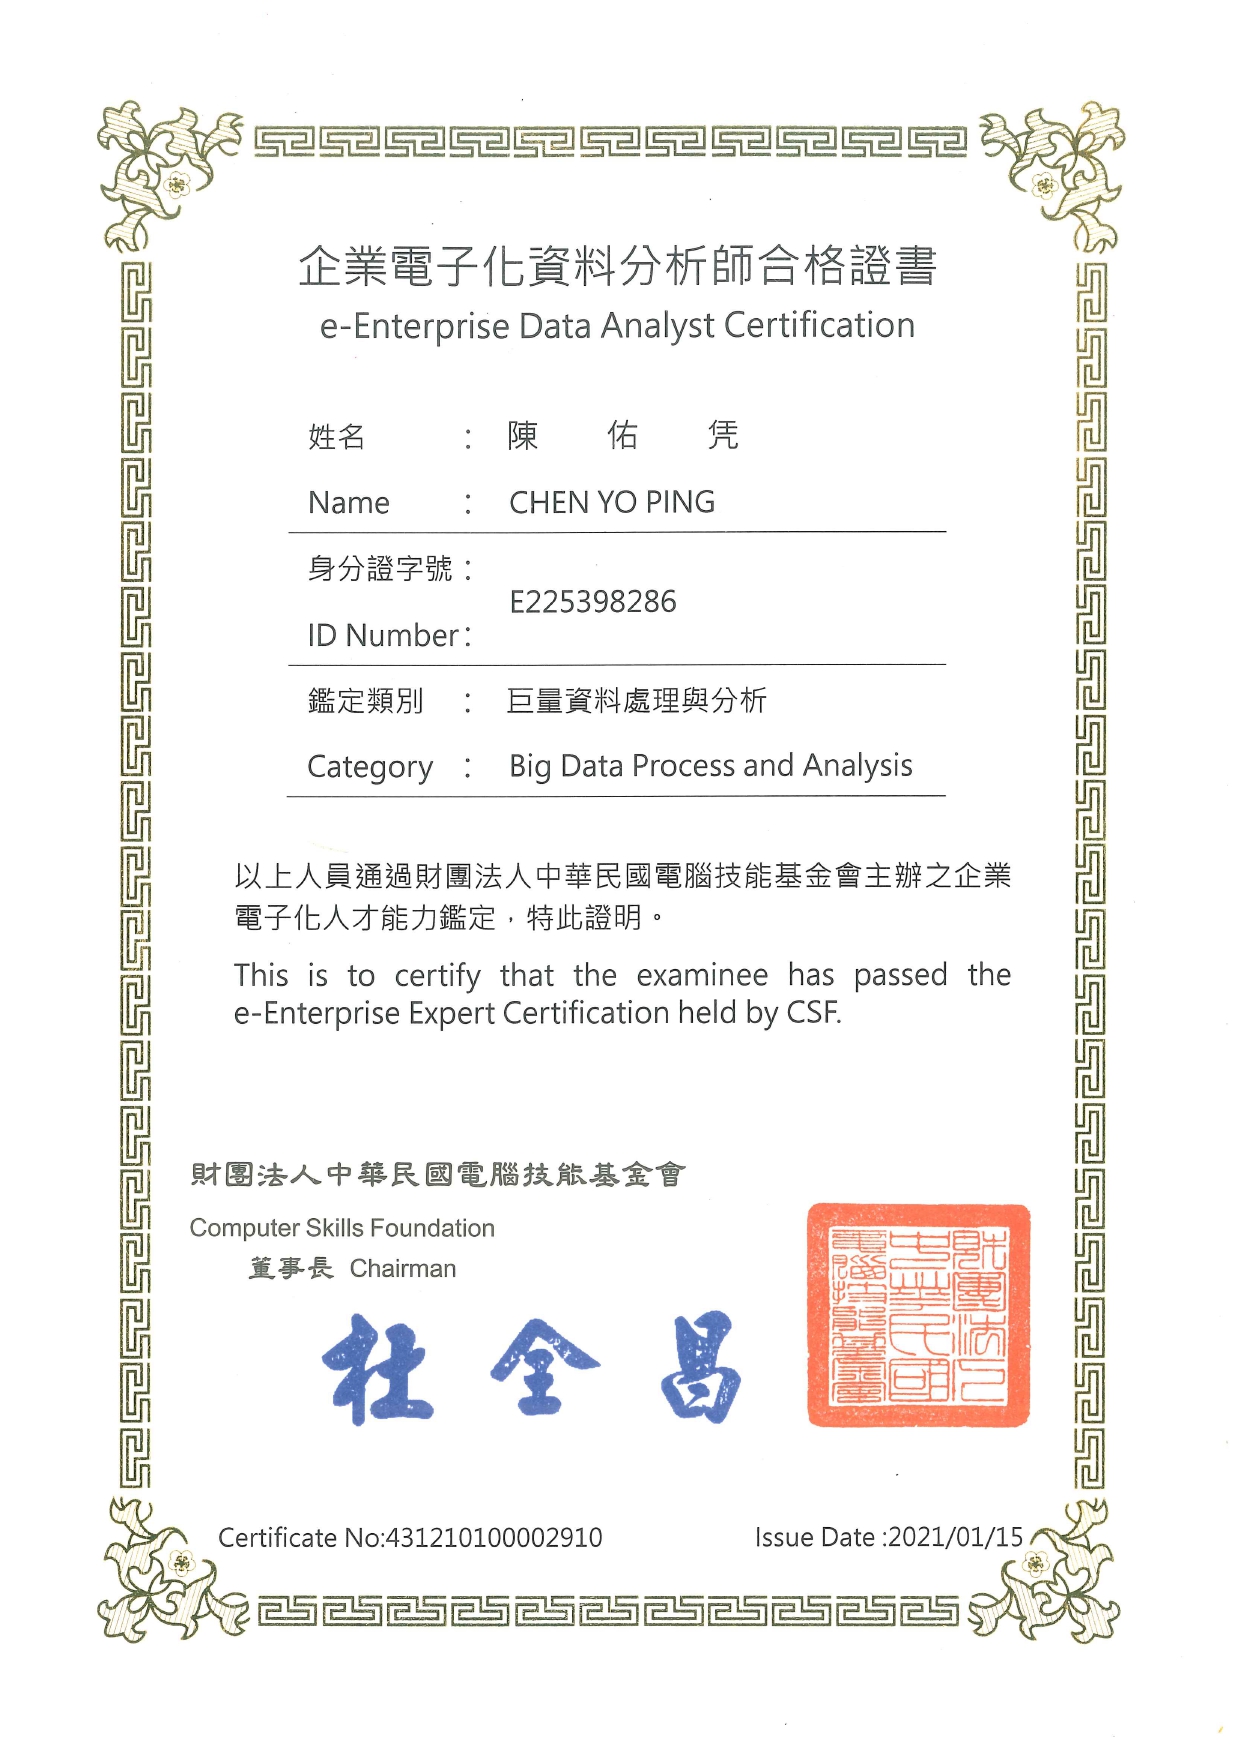 企業電子化資料分析師合格證書
e-Enterprise Data Analyst Certification
姓名 : 陳 佑 凭
Name : CHEN YO PING
身分證字號：
E225398286
ID Number:
鑑定類別 : 巨量資料處理與分析
Category : Big Data Process and Analysis
以上人員通過財團法人中華民國電腦技能基金會主辦之企業
電子化人才能力鑑定，特此證明。
This is to certify that the examinee has passed the
e-Enterprise Expert Certification held by CSF.
財團法人中華民國電腦技能基金會
Computer Skills Foundation
董事長 Chairman
杜全昌
財團法人
中華民國
電腦技能基金會
Certificate No:431210100002910
Issue Date :2021/01/15